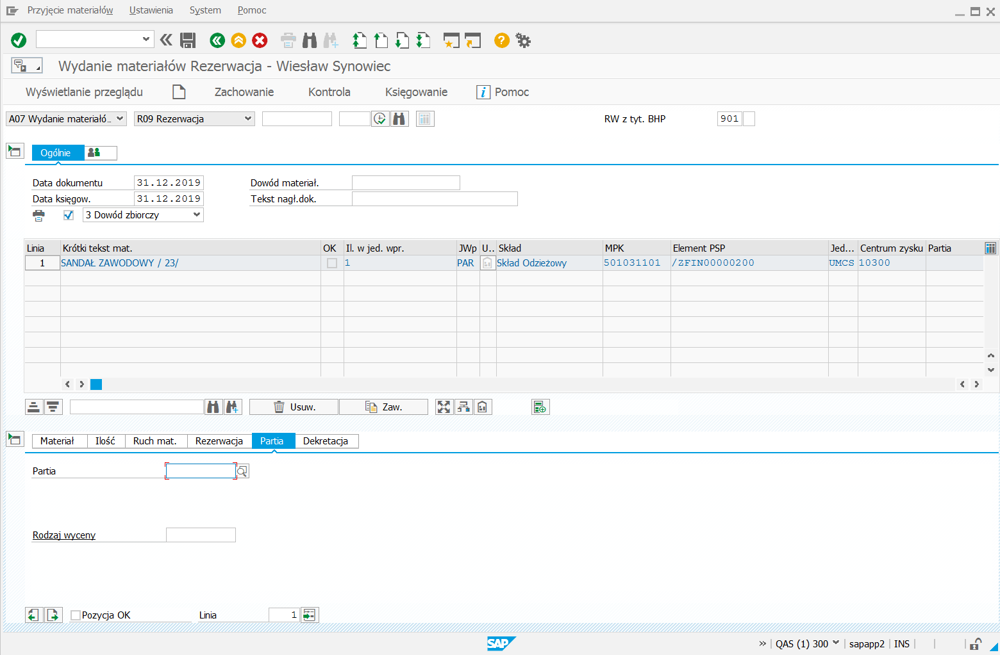 Przyjęcie materiałów Ustawienia System Pomoc
Wydanie materiałów Rezerwacja - Wiesław Synowiec
Wyświetlanie przeglądu Zachowanie Kontrola Księgowanie i Pomoc
A07 Wydanie materiałó.. R09 Rezerwacja RW z tyt. BHP 901
Ogólnie
Data dokumentu 31.12.2019 Dowód materiał.
Data księgow. 31.12.2019 Tekst nagł.dok.
3 Dowód zbiorczy
Linia Krótki tekst mat. OK Il. w jed. wpr. JWp U.. Skład MPK Element PSP Jed... Centrum zysku Partia
1 SANDAŁ ZAWODOWY / 23/ 1 PAR Skład Odzieżowy 501031101 /ZFIN00000200 UMCS 10300
Usuw. Zaw.
Materiał Ilość Ruch mat. Rezerwacja Partia Dekretacja
Partia
Rodzaj wyceny
Pozycja OK Linia 1
SAP » QAS (1) 300 sapapp2 INS